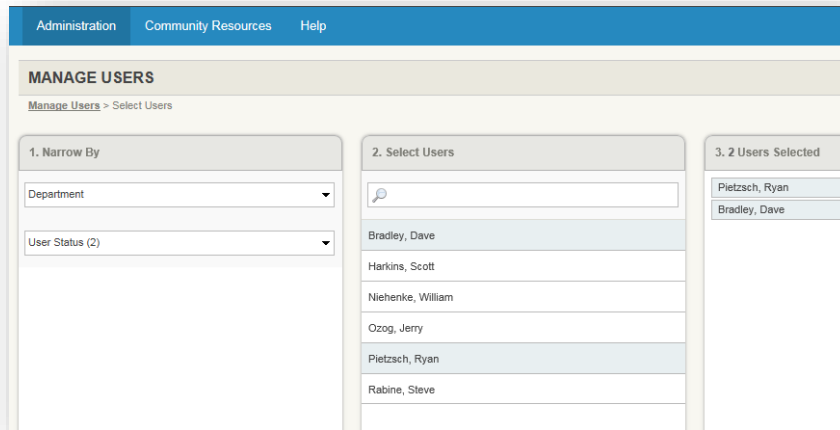 Administration Community Resources Help
MANAGE USERS
Manage Users > Select Users
1. Narrow By
Department
User Status (2)
2. Select Users
Bradley, Dave
Harkins, Scott
Niehenke, William
Ozog, Jerry
Pietzsch, Ryan
Rabine, Steve
3. 2 Users Selected
Pietzsch, Ryan
Bradley, Dave